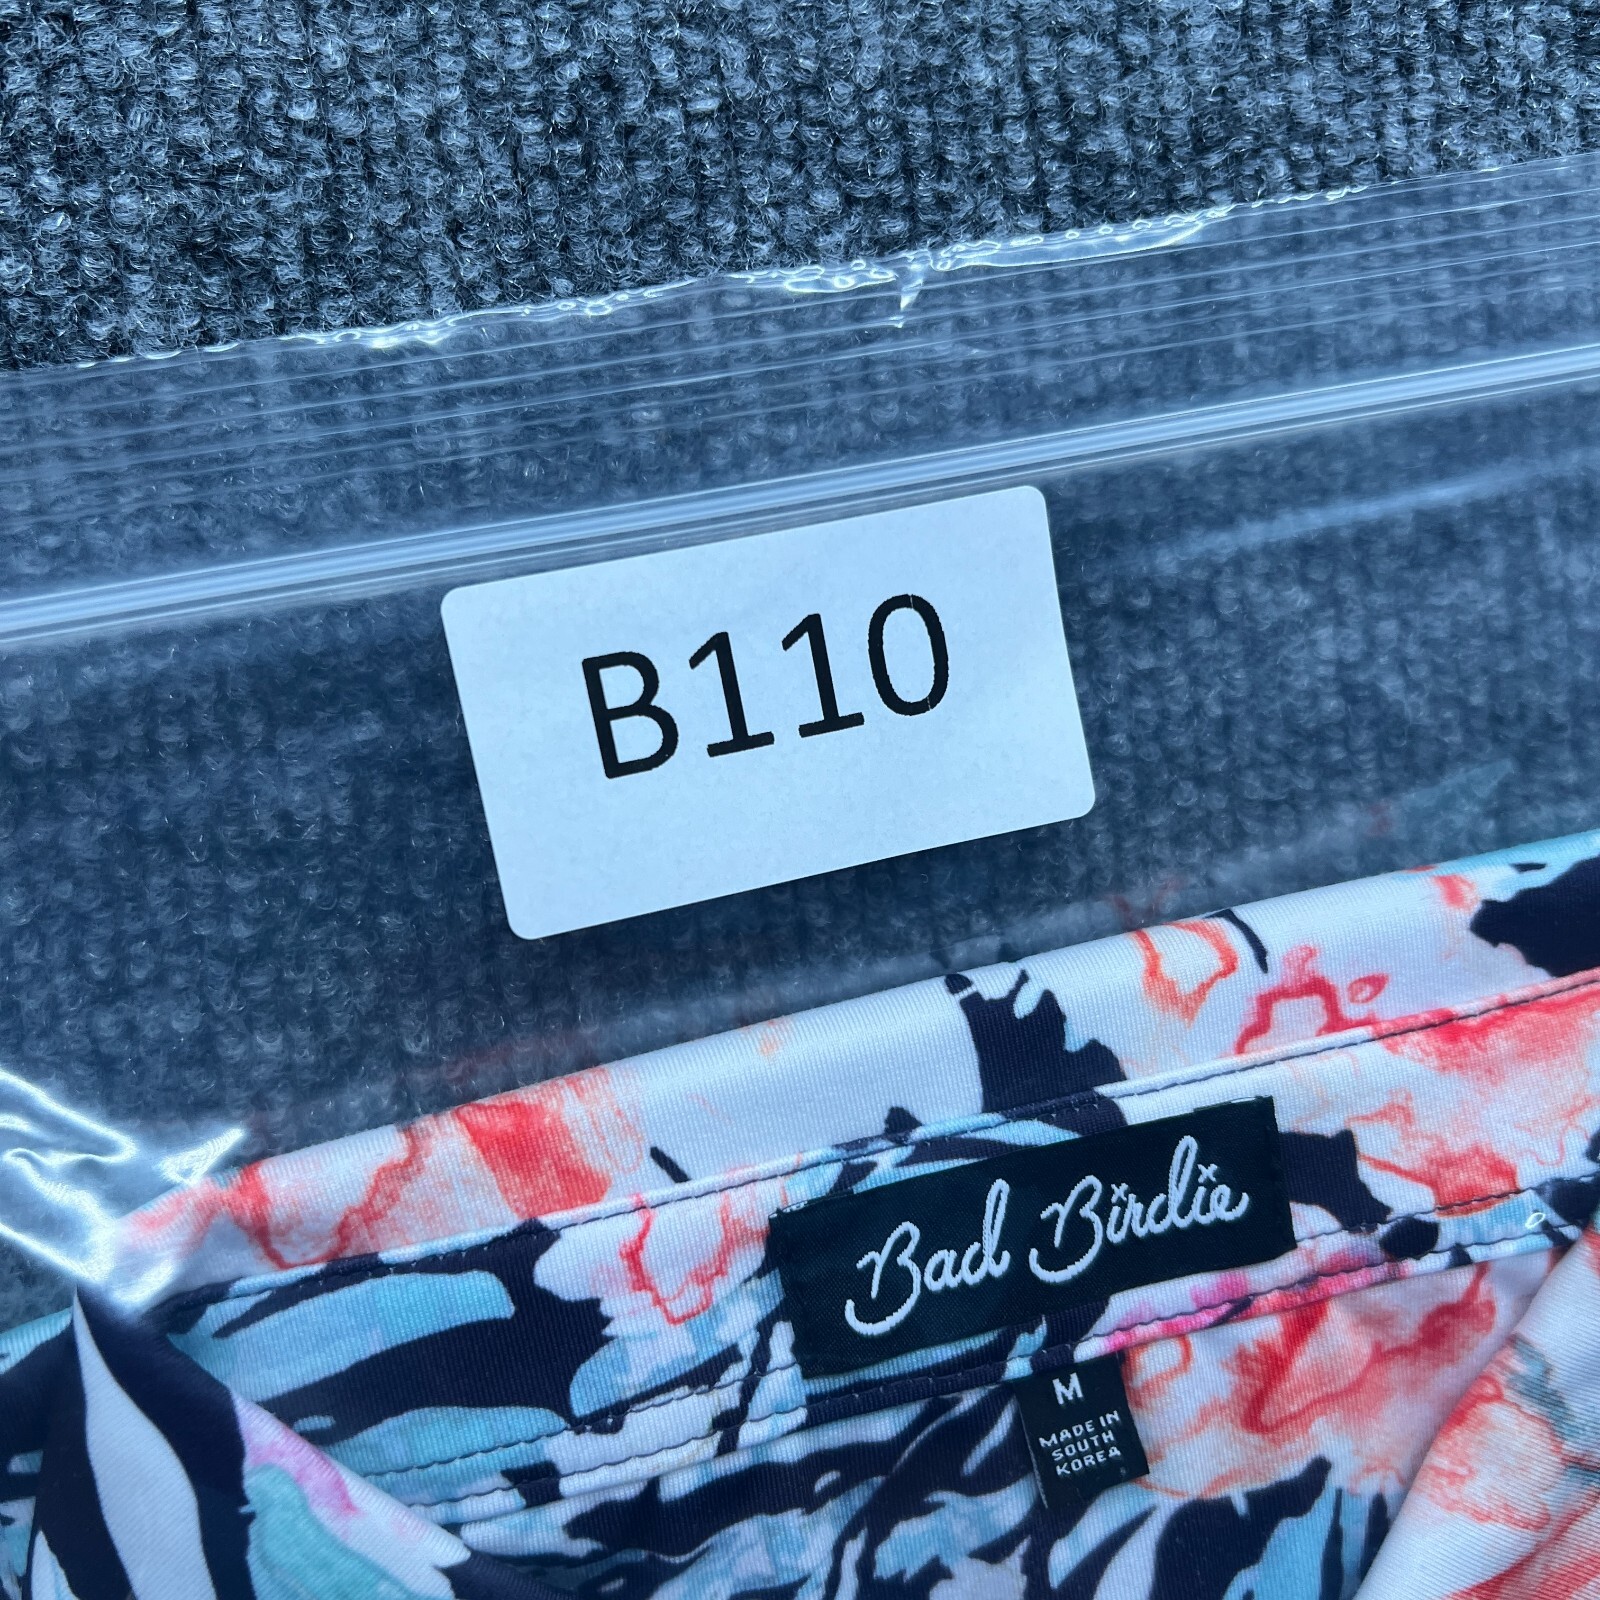 B110
Bad Birdie
M
MADE IN
SOUTH
KOREA